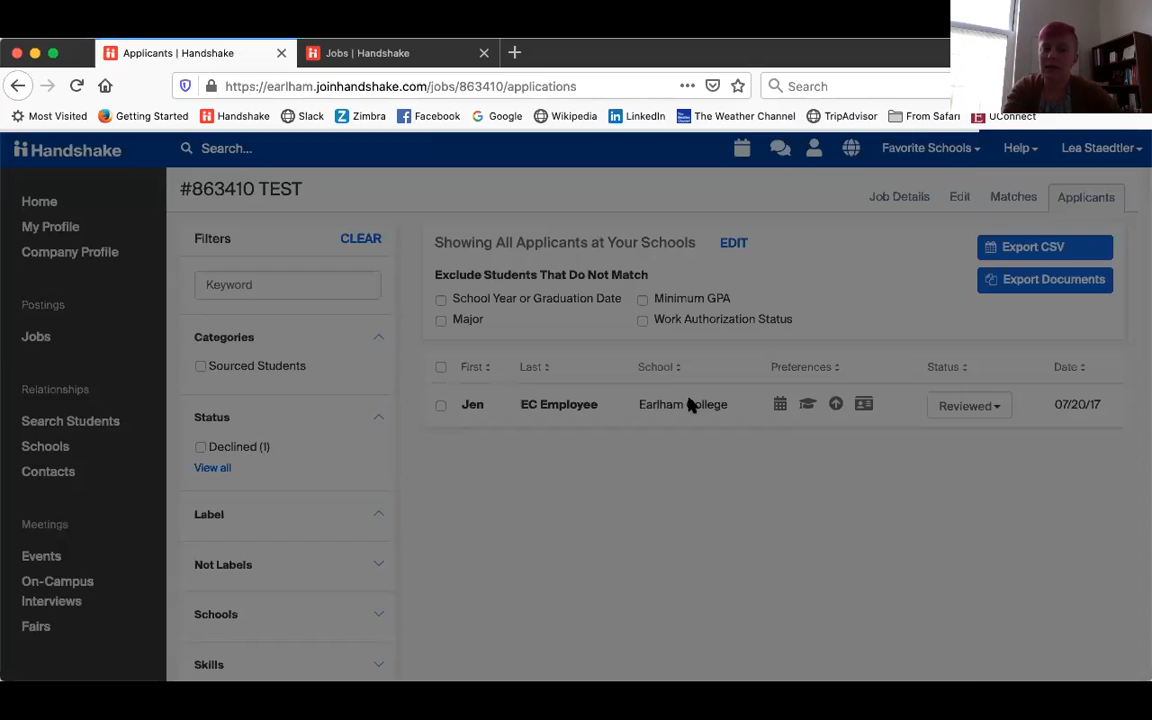 Applicants | Handshake
Jobs | Handshake
https://earlham.joinhandshake.com/jobs/863410/applications
Search
Most Visited
Getting Started
Handshake
Slack
Zimbra
Facebook
Google
Wikipedia
LinkedIn
The Weather Channel
TripAdvisor
From Safari
UConnect
Handshake
Search...
Favorite Schools
Help
Lea Staedtler
#863410 TEST
Job Details
Edit
Matches
Applicants
Home
My Profile
Company Profile
Postings
Jobs
Relationships
Search Students
Schools
Contacts
Meetings
Events
On-Campus
Interviews
Fairs
Filters
CLEAR
Keyword
Categories
Sourced Students
Status
Declined (1)
View all
Label
Not Labels
Schools
Skills
Showing All Applicants at Your Schools
EDIT
Export CSV
Export Documents
Exclude Students That Do Not Match
School Year or Graduation Date
Minimum GPA
Major
Work Authorization Status
First
Last
School
Preferences
Status
Date
Jen
EC Employee
Earlham College
Reviewed
07/20/17